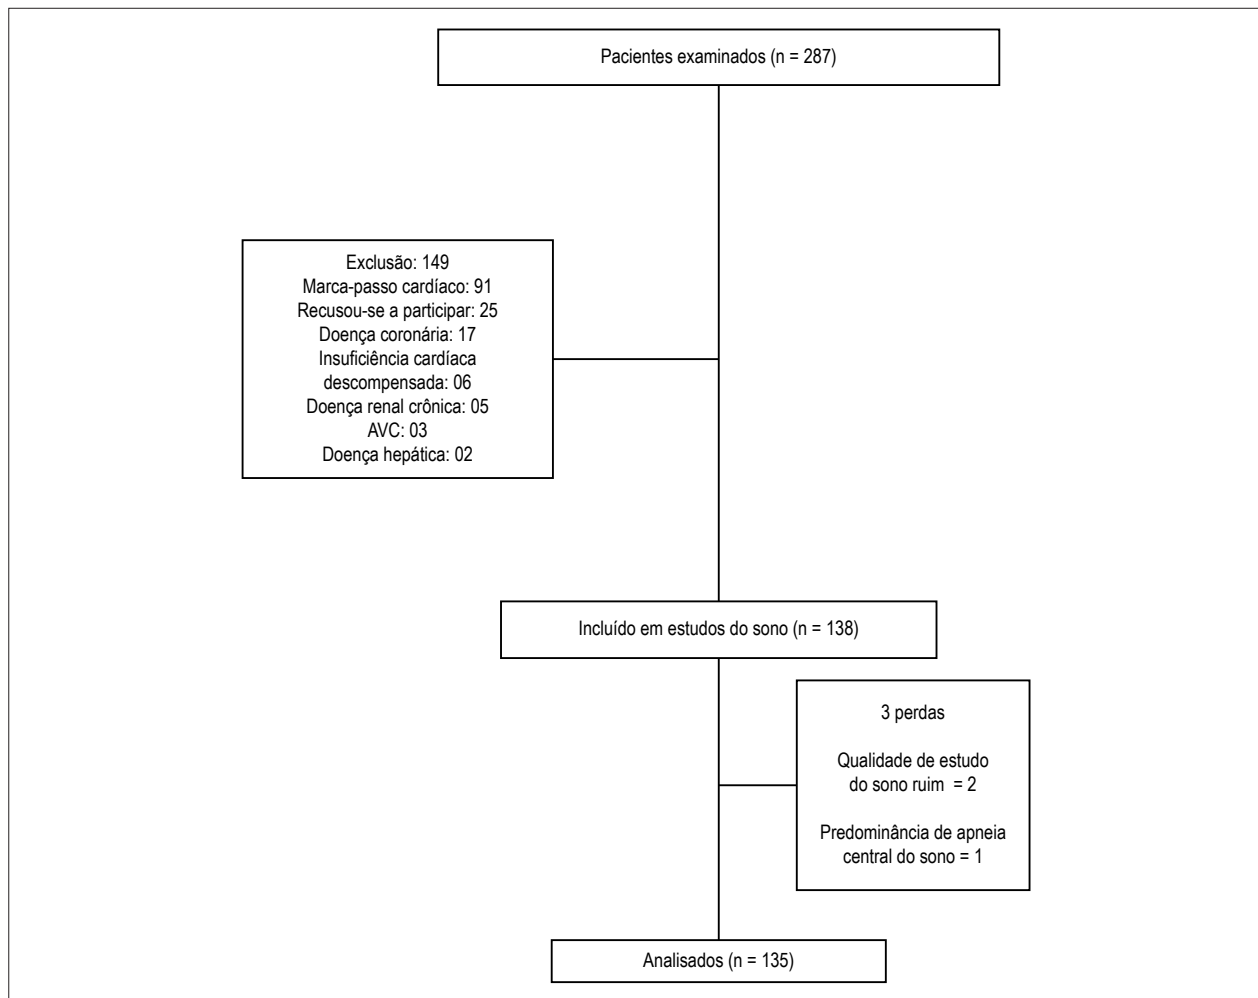 Pacientes examinados (n = 287)
Exclusão: 149
Marca-passo cardíaco: 91
Recusou-se a participar: 25
Doença coronária: 17
Insuficiência cardíaca
descompensada: 06
Doença renal crônica: 05
AVC: 03
Doença hepática: 02
Incluído em estudos do sono (n = 138)
3 perdas
Qualidade de estudo
do sono ruim = 2
Predominância de apneia
central do sono = 1
Analisados (n = 135)